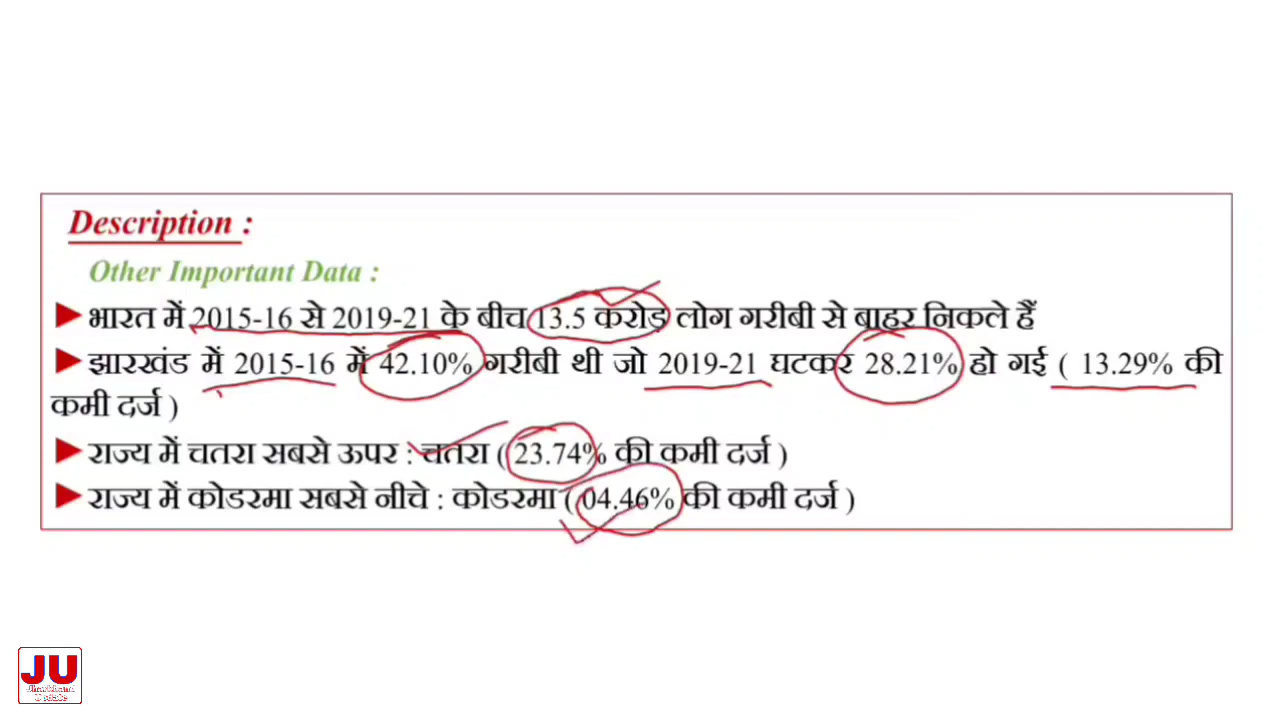 Description :
Other Important Data :
►भारत में 2015-16 से 2019-21 के बीच 13.5 करोड़ लोग गरीबी से बाहर निकले हैं
►झारखंड में 2015-16 में 42.10% गरीबी थी जो 2019-21 घटकर 28.21% हो गई ( 13.29% की
कमी दर्ज )
►राज्य में चतरा सबसे ऊपर : चतरा ( 23.74% की कमी दर्ज )
►राज्य में कोडरमा सबसे नीचे : कोडरमा ( 04.46% की कमी दर्ज )
JU
Jharkhand
Update